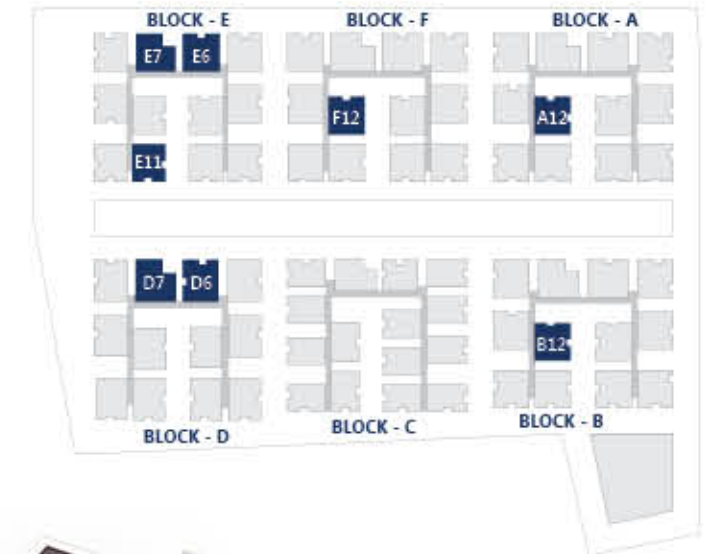 BLOCK - E
BLOCK - F
BLOCK - A
E7
E6
F12
A12
E11
D7
D6
B12
BLOCK - D
BLOCK - C
BLOCK - B